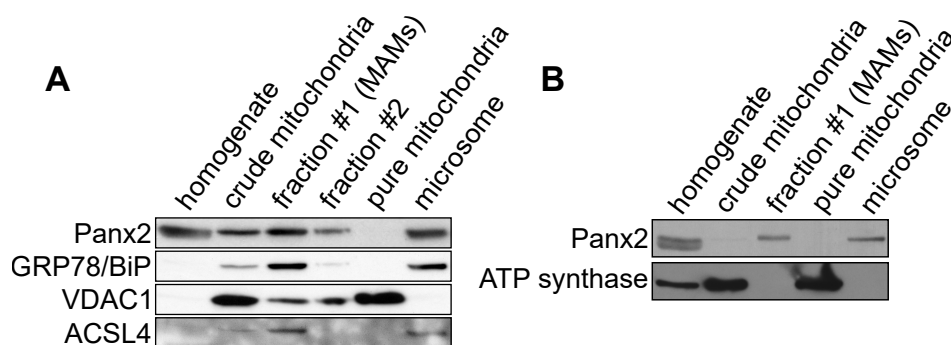 A
homogenate
crude mitochondria
fraction #1 (MAMs)
fraction #2
pure mitochondria
microsome
Panx2
GRP78/BiP
VDAC1
ACSL4
B
homogenate
crude mitochondria
fraction #1 (MAMs)
pure mitochondria
microsome
Panx2
ATP synthase